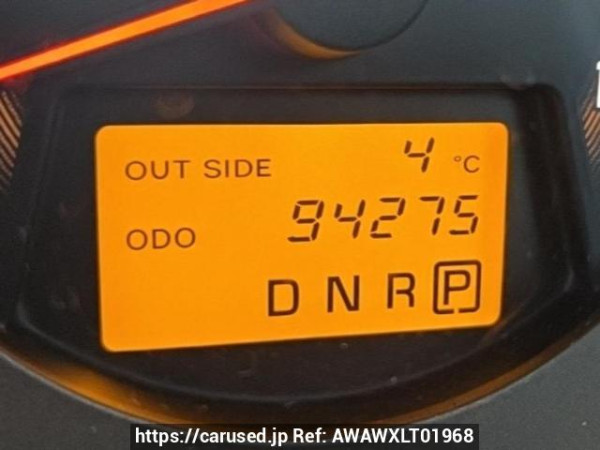 OUT SIDE 4 °C
ODO 94275
D N R P
https://carused.jp Ref: AWAWXLT01968